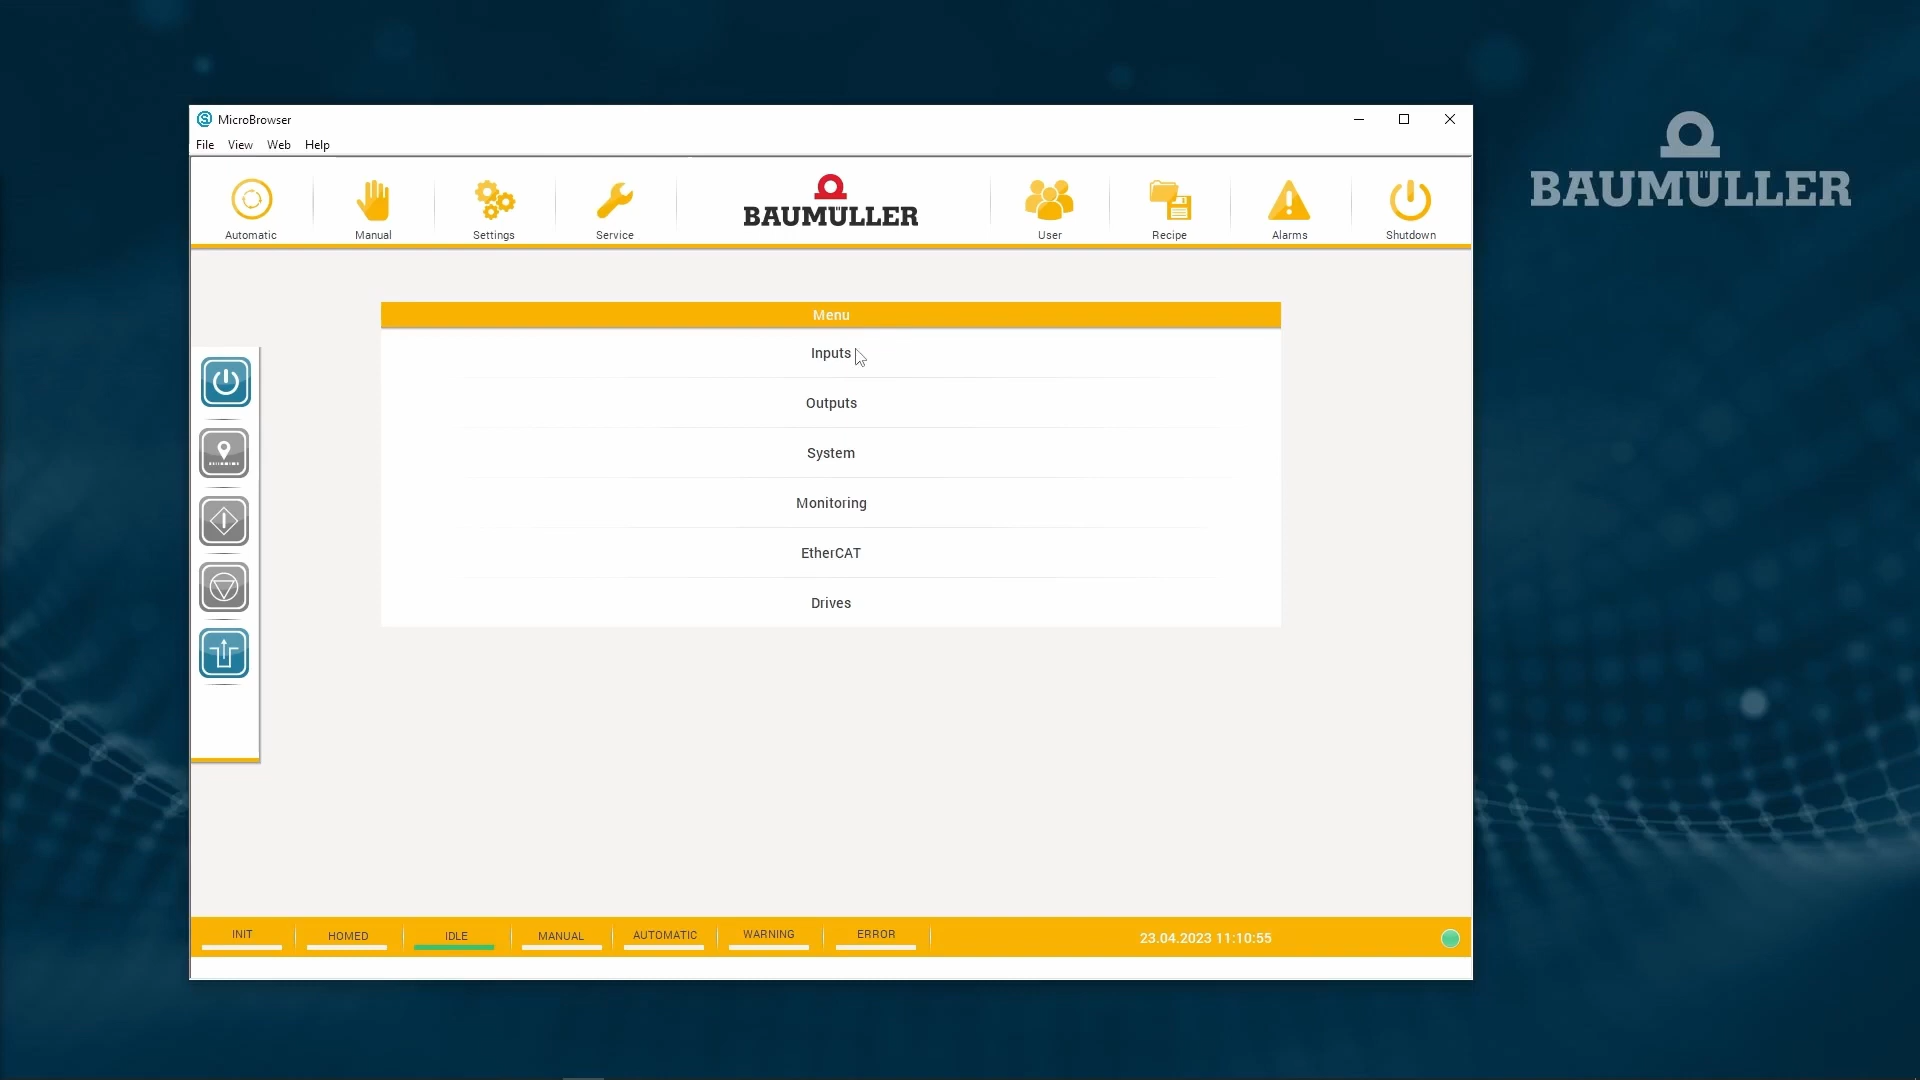 MicroBrowser
File View Web Help
BAUMÜLLER
BAUMÜLLER
Automatic Manual Settings Service User Recipe Alarms Shutdown
Menu
Inputs
Outputs
System
Monitoring
EtherCAT
Drives
INIT HOMED IDLE MANUAL AUTOMATIC WARNING ERROR 23.04.2023 11:10:55